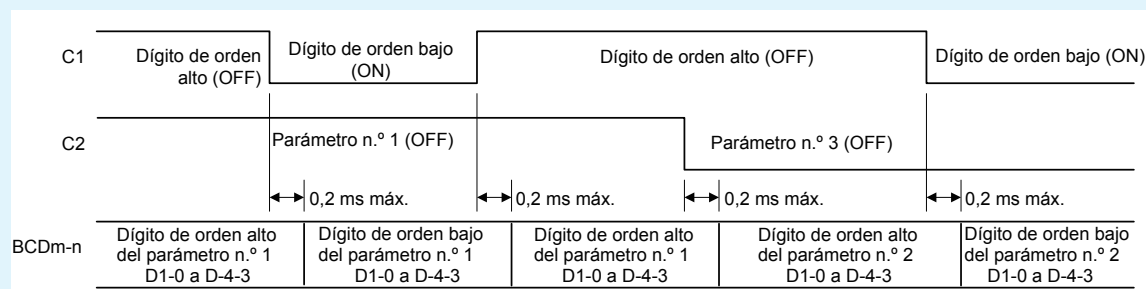 C1
Dígito de orden
alto (OFF)
Dígito de orden bajo
(ON)
Dígito de orden alto (OFF)
Dígito de orden bajo (ON)
C2
Parámetro n.º 1 (OFF)
Parámetro n.º 3 (OFF)
0,2 ms máx.
0,2 ms máx.
0,2 ms máx.
0,2 ms máx.
BCDm-n
Dígito de orden alto
del parámetro n.º 1
D1-0 a D-4-3
Dígito de orden bajo
del parámetro n.º 1
D1-0 a D-4-3
Dígito de orden alto
del parámetro n.º 1
D1-0 a D-4-3
Dígito de orden alto
del parámetro n.º 2
D1-0 a D-4-3
Dígito de orden bajo
del parámetro n.º 2
D1-0 a D-4-3